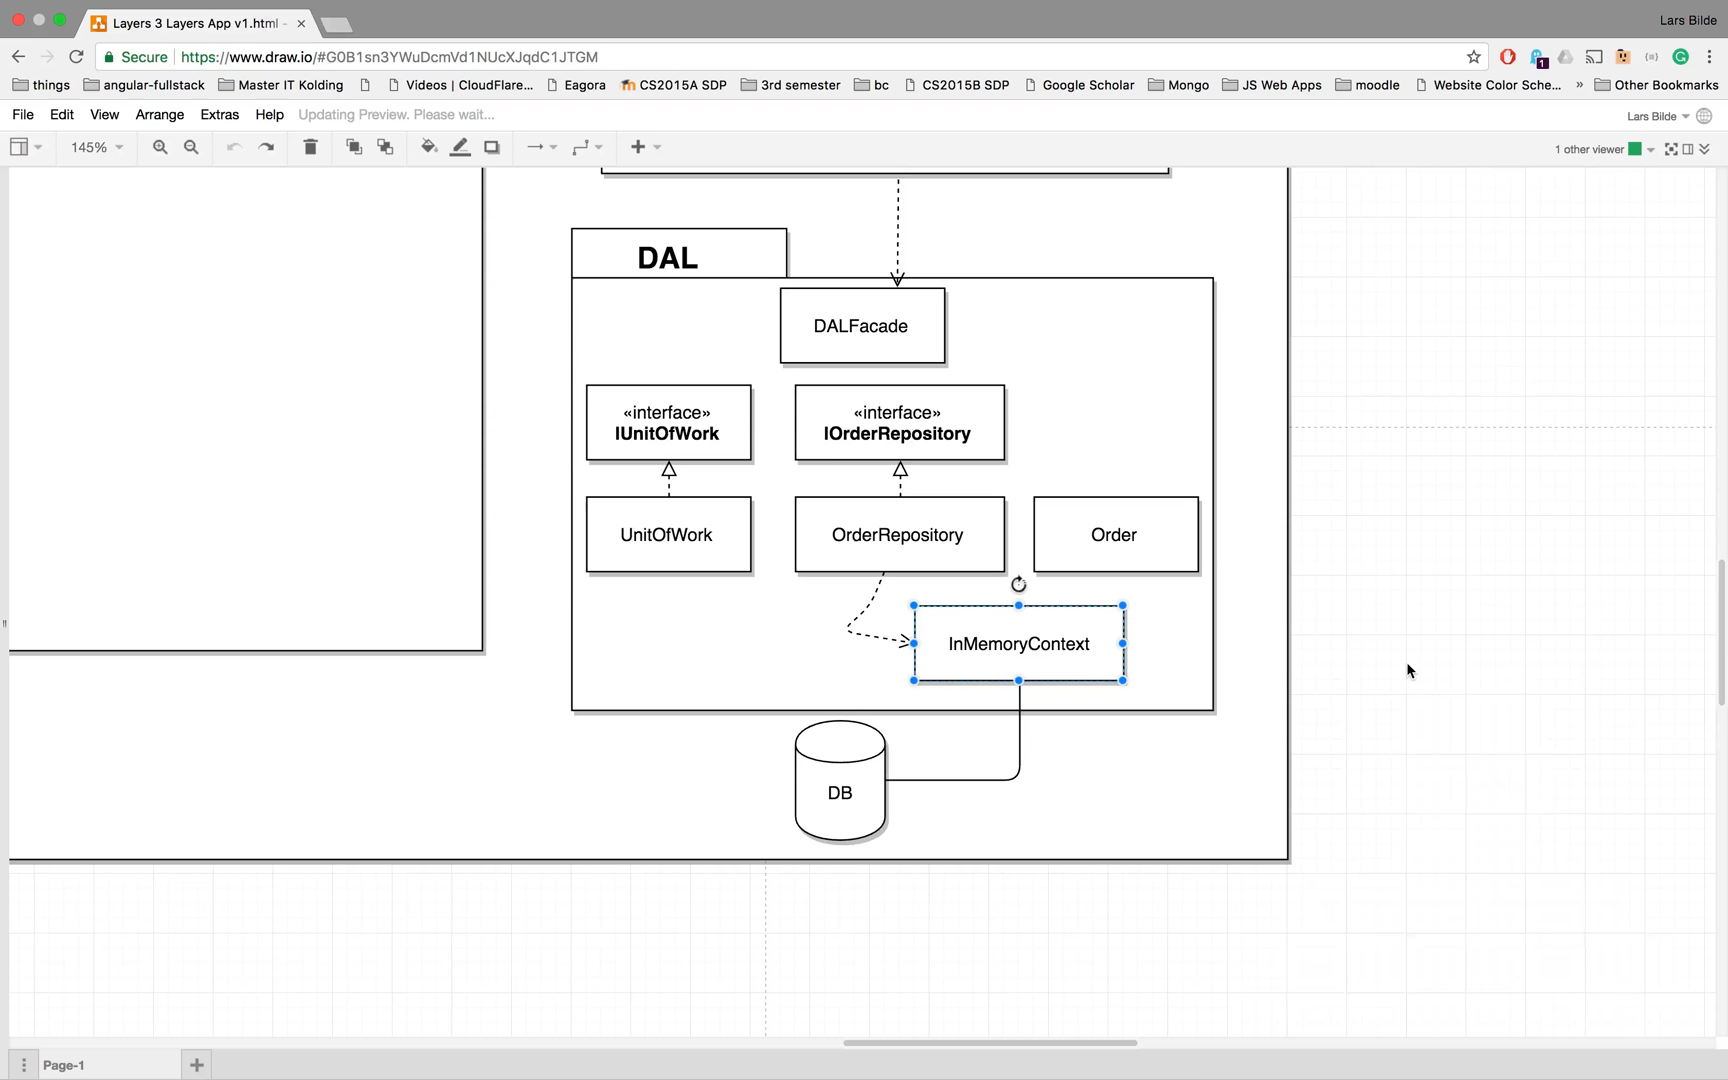 Layers 3 Layers App v1.html -
Lars Bilde
Secure https://www.draw.io/#G0B1sn3YWuDcmVd1NUcXJqdC1JTGM
1
things angular-fullstack Master IT Kolding Videos | CloudFlare... Eagora CS2015A SDP 3rd semester bc CS2015B SDP Google Scholar Mongo JS Web Apps moodle Website Color Sche... » Other Bookmarks
File Edit View Arrange Extras Help Updating Preview. Please wait... Lars Bilde
145% 1 other viewer
DAL
DALFacade
«interface»
IUnitOfWork
«interface»
IOrderRepository
UnitOfWork OrderRepository Order
InMemoryContext
DB
Page-1